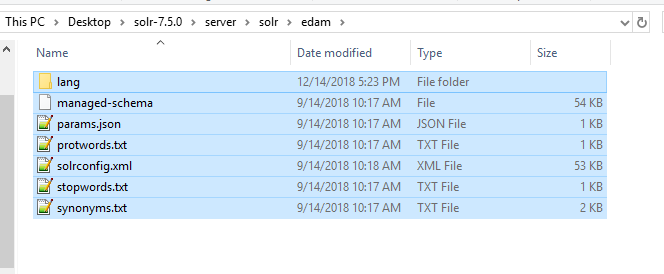 This PC > Desktop > solr-7.5.0 > server > solr > edam >
Name Date modified Type Size
lang 12/14/2018 5:23 PM File folder
managed-schema 9/14/2018 10:17 AM File 54 KB
params.json 9/14/2018 10:17 AM JSON File 1 KB
protwords.txt 9/14/2018 10:17 AM TXT File 1 KB
solrconfig.xml 9/14/2018 10:18 AM XML File 53 KB
stopwords.txt 9/14/2018 10:17 AM TXT File 1 KB
synonyms.txt 9/14/2018 10:17 AM TXT File 2 KB